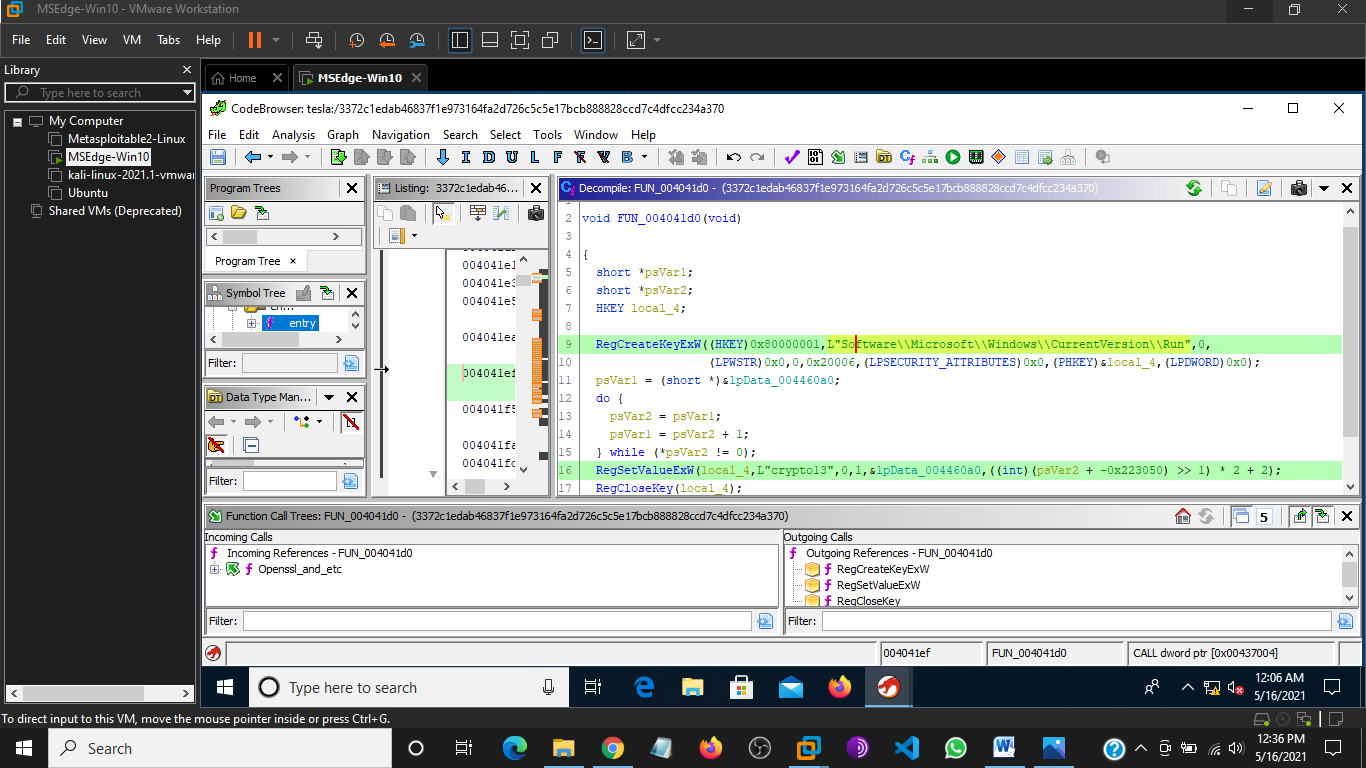 MSEdge-Win10 - VMware Workstation
File Edit View VM Tabs Help
Library
Type here to search
My Computer
Metasploitable2-Linux
MSEdge-Win10
kali-linux-2021.1-vmwar
Ubuntu
Shared VMs (Deprecated)
Home
MSEdge-Win10
CodeBrowser: tesla:/3372c1edab46837f1e973164fa2d726c5c5e17bcb888828ccd7c4dfcc234a370
File Edit Analysis Graph Navigation Search Select Tools Window Help
I D U L F B
Program Trees
Program Tree
Symbol Tree
entry
Filter:
Data Type Man...
Filter:
Listing: 3372c1edab46...
004041e1
004041e3
004041e5
004041ea
004041ef
004041f5
004041fa
004041fc
Decompile: FUN_004041d0 - (3372c1edab46837f1e973164fa2d726c5c5e17bcb888828ccd7c4dfcc234a370)
1
2 void FUN_004041d0(void)
3
4 {
5 short *psVar1;
6 short *psVar2;
7 HKEY local_4;
8
9 RegCreateKeyExW((HKEY)0x80000001,L"Software\\Microsoft\\Windows\\CurrentVersion\\Run",0,
10 (LPWSTR)0x0,0,0x20006,(LPSECURITY_ATTRIBUTES)0x0,(PHKEY)&local_4,(LPDWORD)0x0);
11 psVar1 = (short *)&lpData_004460a0;
12 do {
13 psVar2 = psVar1;
14 psVar1 = psVar2 + 1;
15 } while (*psVar2 != 0);
16 RegSetValueExW(local_4,L"crypto13",0,1,&lpData_004460a0,((int)(psVar2 + -0x223050) >> 1) * 2 + 2);
17 RegCloseKey(local_4);
Function Call Trees: FUN_004041d0 - (3372c1edab46837f1e973164fa2d726c5c5e17bcb888828ccd7c4dfcc234a370)
5
Incoming Calls
Incoming References - FUN_004041d0
Openssl_and_etc
Filter:
Outgoing Calls
Outgoing References - FUN_004041d0
RegCreateKeyExW
RegSetValueExW
RegCloseKey
Filter:
004041ef
FUN_004041d0
CALL dword ptr [0x00437004]
Type here to search
12:06 AM
5/16/2021
To direct input to this VM, move the mouse pointer inside or press Ctrl+G.
Search
12:36 PM
5/16/2021